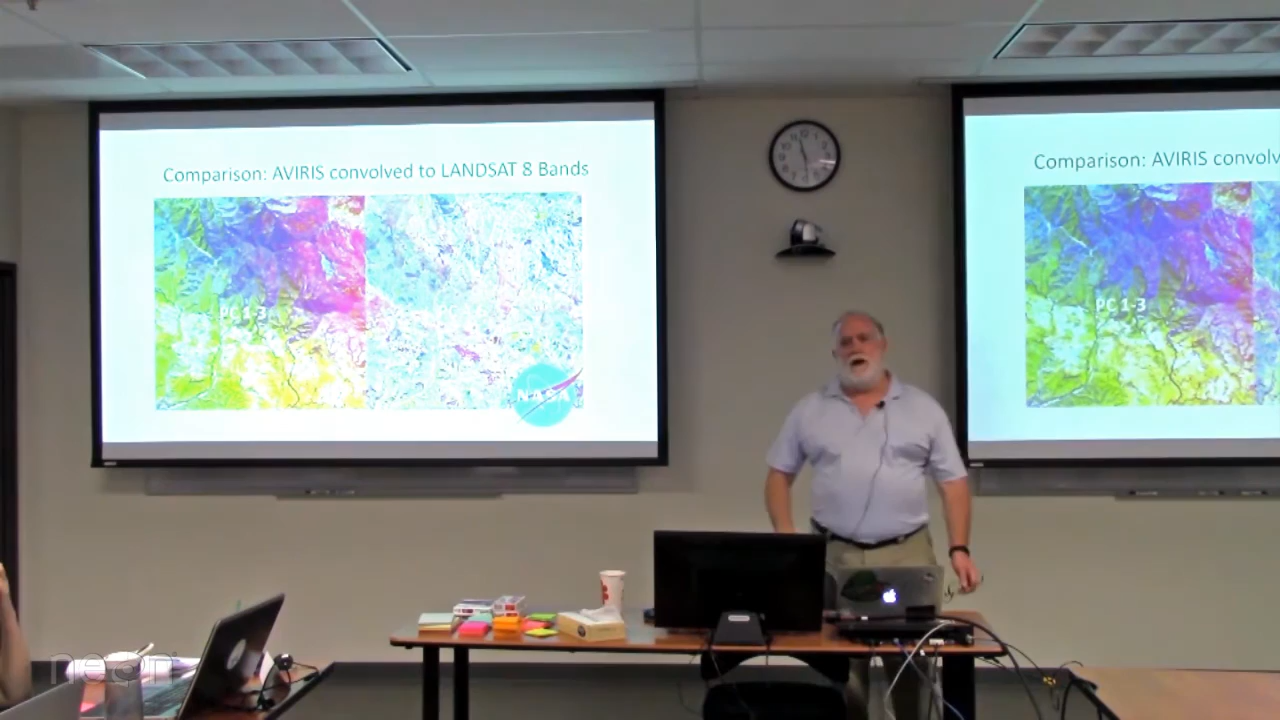 Comparison: AVIRIS convolved to LANDSAT 8 Bands
PC 1-3
NASA
Comparison: AVIRIS convolv
PC 1-3
neon